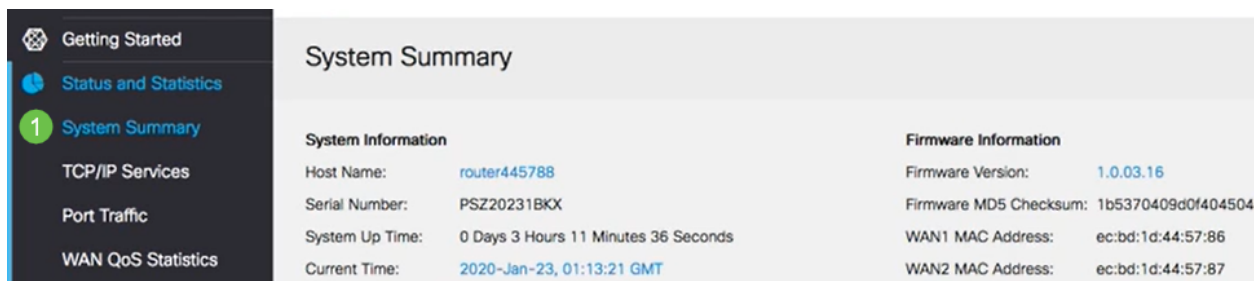 Getting Started
Status and Statistics
1 System Summary
TCP/IP Services
Port Traffic
WAN QoS Statistics
System Summary
System Information
Host Name: router445788
Serial Number: PSZ20231BKX
System Up Time: 0 Days 3 Hours 11 Minutes 36 Seconds
Current Time: 2020-Jan-23, 01:13:21 GMT
Firmware Information
Firmware Version: 1.0.03.16
Firmware MD5 Checksum: 1b5370409d0f404504
WAN1 MAC Address: ec:bd:1d:44:57:86
WAN2 MAC Address: ec:bd:1d:44:57:87